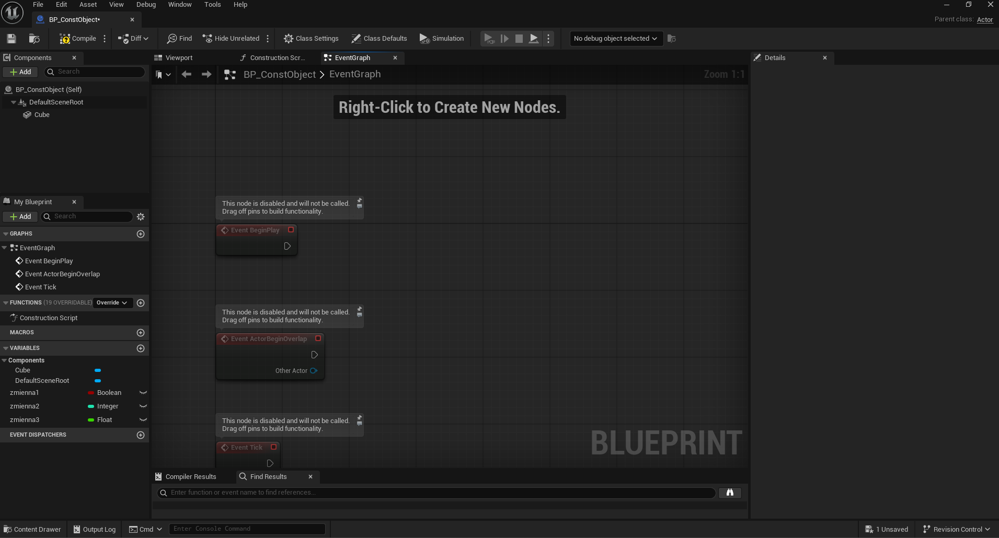 File Edit Asset View Debug Window Tools Help
BP_ConstObject*
Parent class: Actor
Compile Diff Find Hide Unrelated Class Settings Class Defaults Simulation No debug object selected
Components
Add Search
BP_ConstObject (Self)
DefaultSceneRoot
Cube
My Blueprint
Add Search
GRAPHS
EventGraph
Event BeginPlay
Event ActorBeginOverlap
Event Tick
FUNCTIONS (19 OVERRIDABLE) Override
Construction Script
MACROS
VARIABLES
Components
Cube
DefaultSceneRoot
zmienna1 Boolean
zmienna2 Integer
zmienna3 Float
EVENT DISPATCHERS
Viewport Construction Scr... EventGraph
BP_ConstObject > EventGraph Zoom 1:1
Right-Click to Create New Nodes.
This node is disabled and will not be called.
Drag off pins to build functionality.
Event BeginPlay
This node is disabled and will not be called.
Drag off pins to build functionality.
Event ActorBeginOverlap
Other Actor
This node is disabled and will not be called.
Drag off pins to build functionality.
Event Tick
BLUEPRINT
Compiler Results Find Results
Enter function or event name to find references...
Details
Content Drawer Output Log Cmd Enter Console Command 1 Unsaved Revision Control